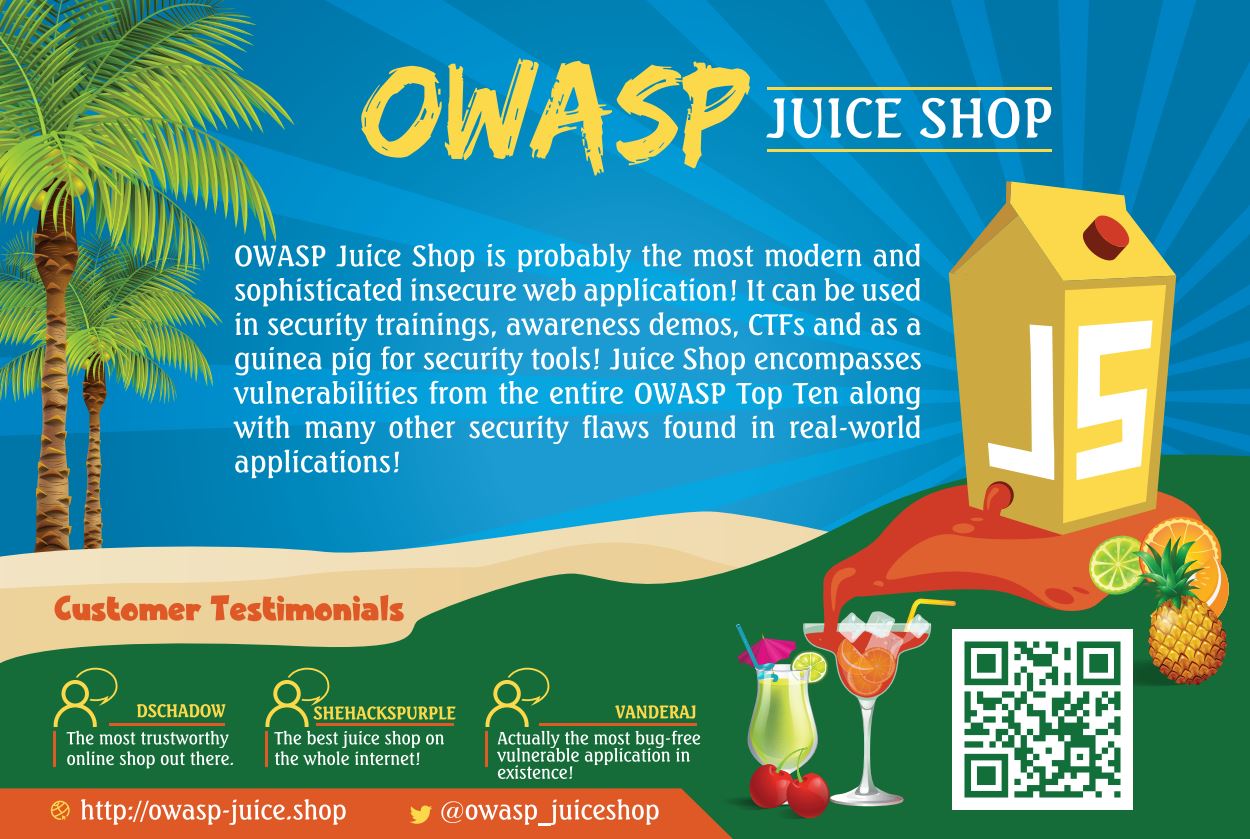 OWASP JUICE SHOP
OWASP Juice Shop is probably the most modern and
sophisticated insecure web application! It can be used
in security trainings, awareness demos, CTFs and as a
guinea pig for security tools! Juice Shop encompasses
vulnerabilities from the entire OWASP Top Ten along
with many other security flaws found in real-world
applications!
JS
Customer Testimonials
DSCHADOW
The most trustworthy
online shop out there.
SHEHACKSPURPLE
The best juice shop on
the whole internet!
VANDERAJ
Actually the most bug-free
vulnerable application in
existence!
http://owasp-juice.shop
@owasp_juiceshop